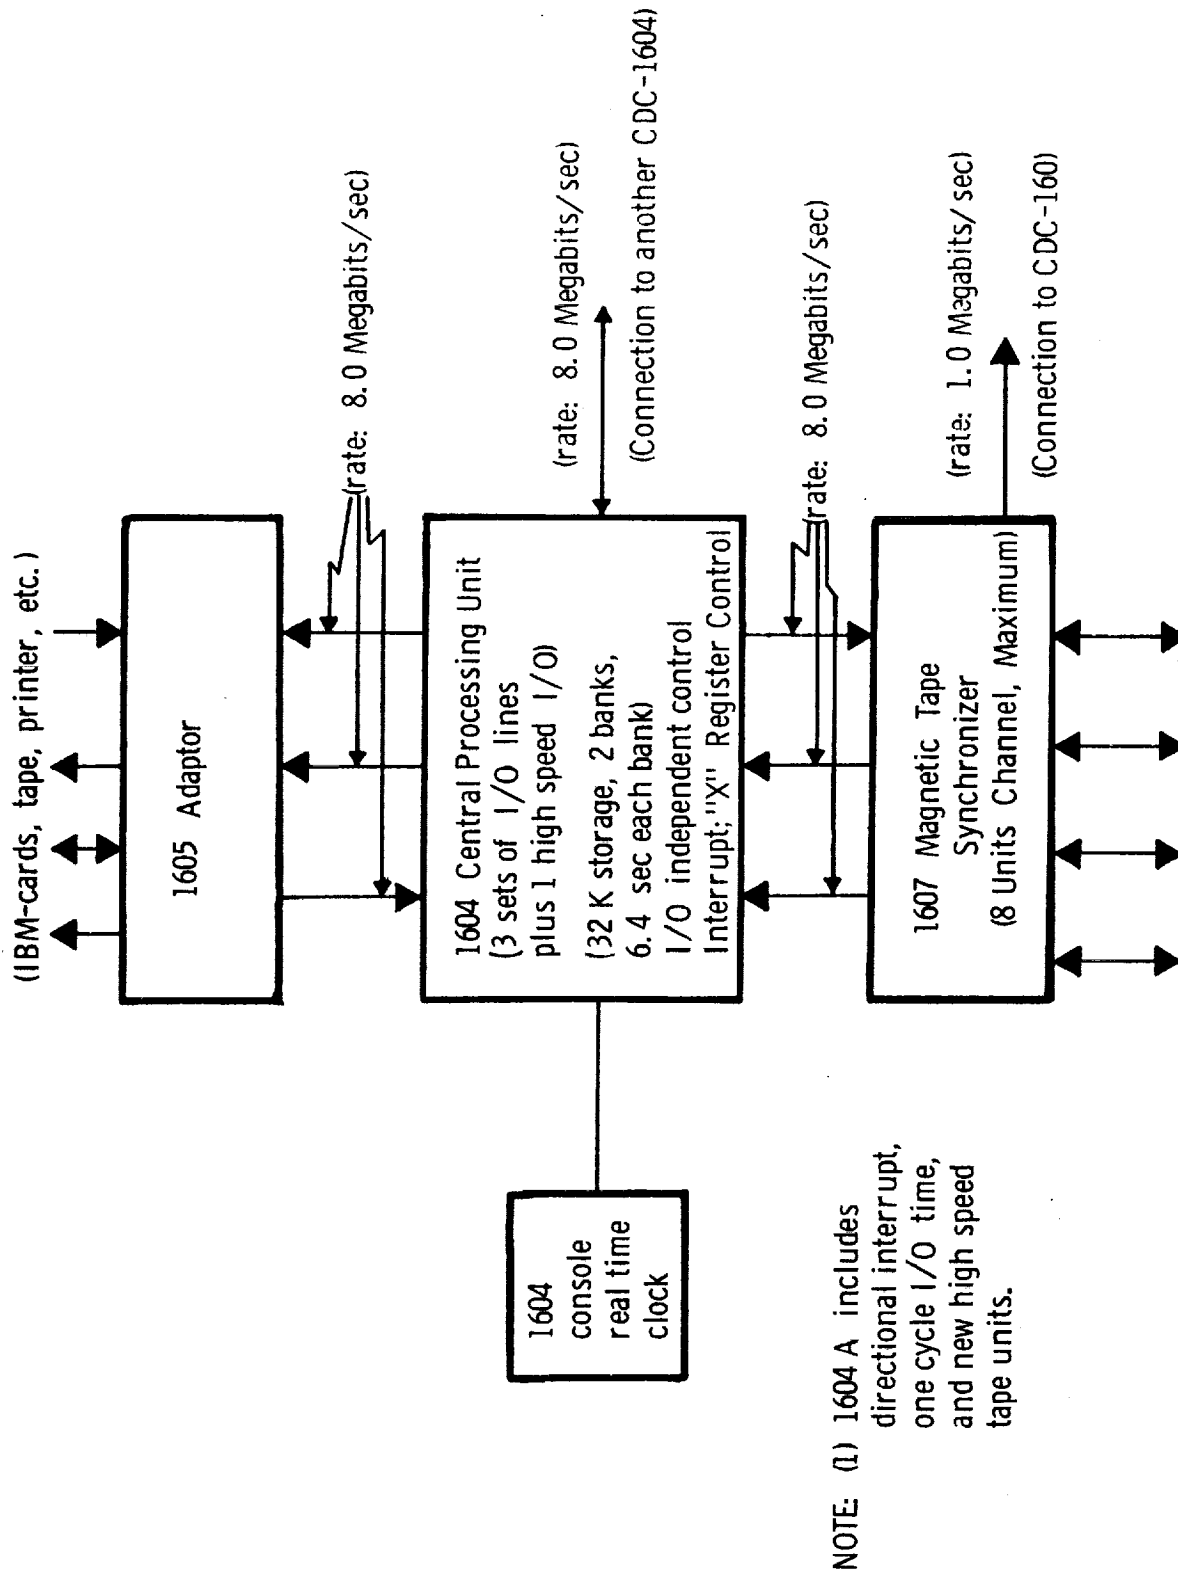 (IBM-cards, tape, printer, etc.)
1605 Adaptor
(rate: 8.0 Megabits/sec)
1604 Central Processing Unit
(3 sets of I/O lines
plus 1 high speed I/O)
(32 K storage, 2 banks,
6.4 sec each bank)
I/O independent control
Interrupt; "X" Register Control
(rate: 8.0 Megabits/sec)
(Connection to another CDC-1604)
1604
console
real time
clock
(rate: 8.0 Megabits/sec)
1607 Magnetic Tape
Synchronizer
(8 Units Channel, Maximum)
(rate: 1.0 Magabits/sec)
(Connection to CDC-160)
NOTE: (1) 1604 A includes
directional interrupt,
one cycle I/O time,
and new high speed
tape units.